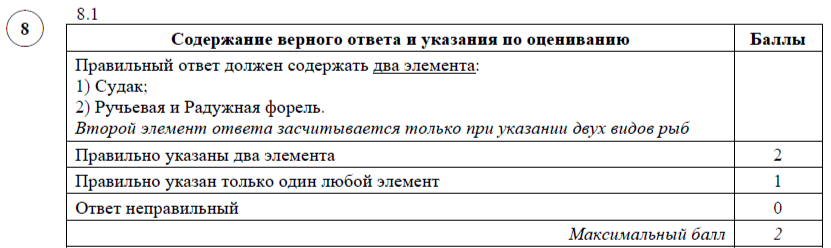 8
8.1
Содержание верного ответа и указания по оцениванию Баллы
Правильный ответ должен содержать два элемента:
1) Судак;
2) Ручьевая и Радужная форель.
Второй элемент ответа засчитывается только при указании двух видов рыб
Правильно указаны два элемента 2
Правильно указан только один любой элемент 1
Ответ неправильный 0
Максимальный балл 2